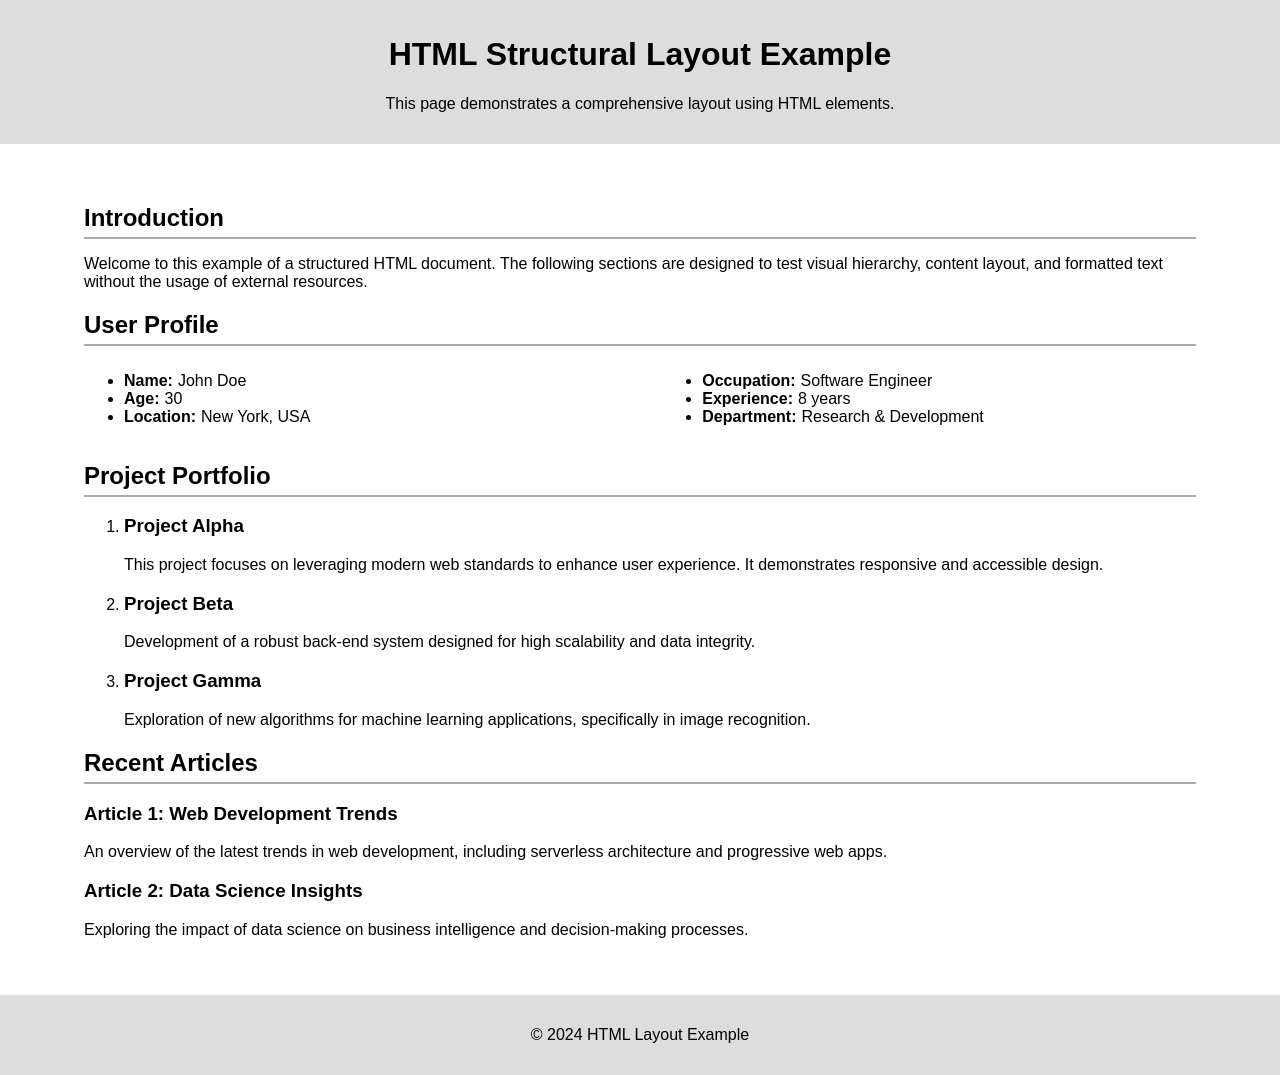 HTML Structural Layout Example
This page demonstrates a comprehensive layout using HTML elements.
Introduction
Welcome to this example of a structured HTML document. The following sections are designed to test visual hierarchy, content layout, and formatted text
without the usage of external resources.
User Profile
• Name: John Doe
• Age: 30
• Location: New York, USA
• Occupation: Software Engineer
• Experience: 8 years
• Department: Research & Development
Project Portfolio
1. Project Alpha
This project focuses on leveraging modern web standards to enhance user experience. It demonstrates responsive and accessible design.
2. Project Beta
Development of a robust back-end system designed for high scalability and data integrity.
3. Project Gamma
Exploration of new algorithms for machine learning applications, specifically in image recognition.
Recent Articles
Article 1: Web Development Trends
An overview of the latest trends in web development, including serverless architecture and progressive web apps.
Article 2: Data Science Insights
Exploring the impact of data science on business intelligence and decision-making processes.
© 2024 HTML Layout Example